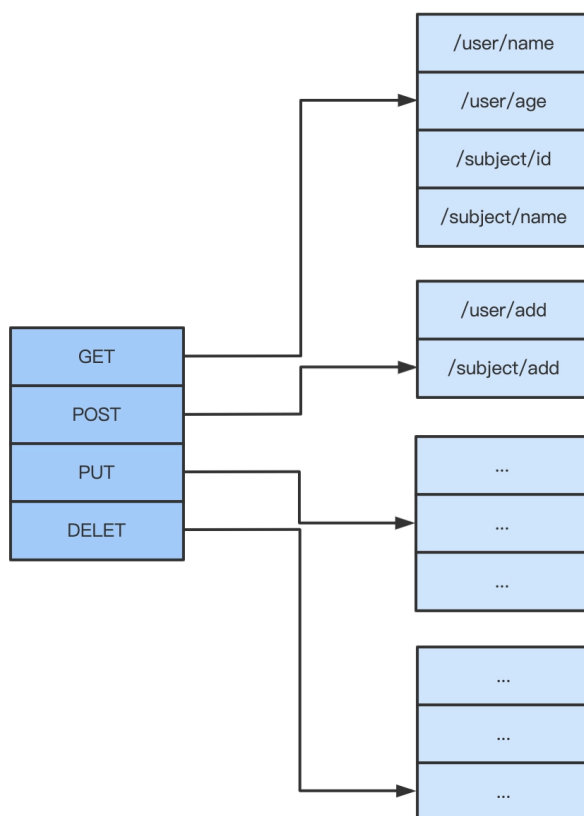 /user/name
/user/age
/subject/id
/subject/name
/user/add
/subject/add
GET
POST
PUT
DELET
...
...
...
...
...
...